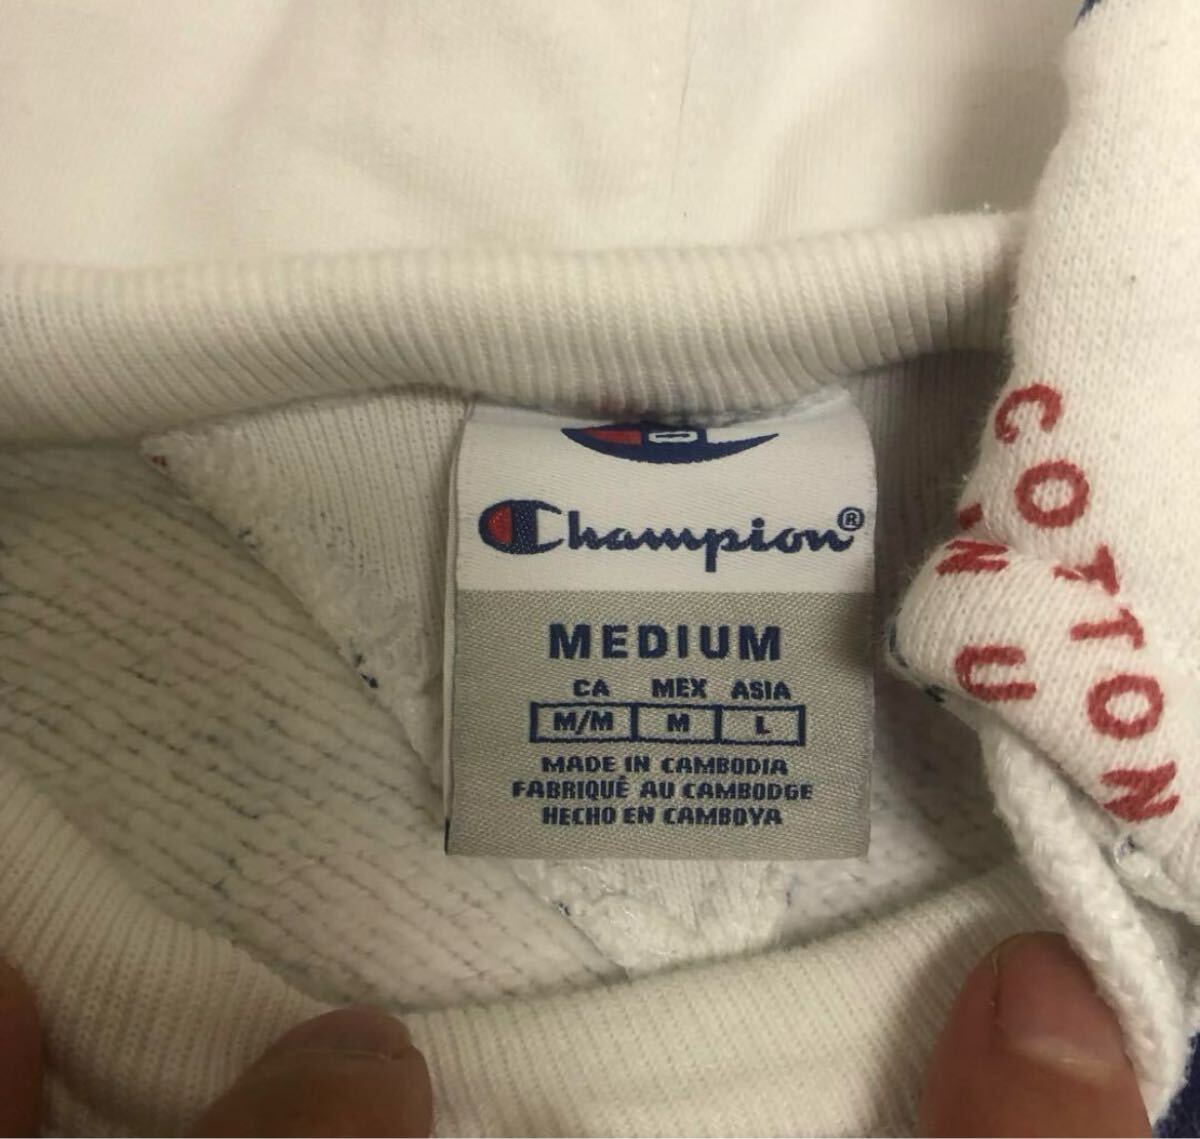 Champion®
MEDIUM
CA MEX ASIA
M/M M L
MADE IN CAMBODIA
FABRIQUÉ AU CAMBODGE
HECHO EN CAMBOYA
COTTON
U